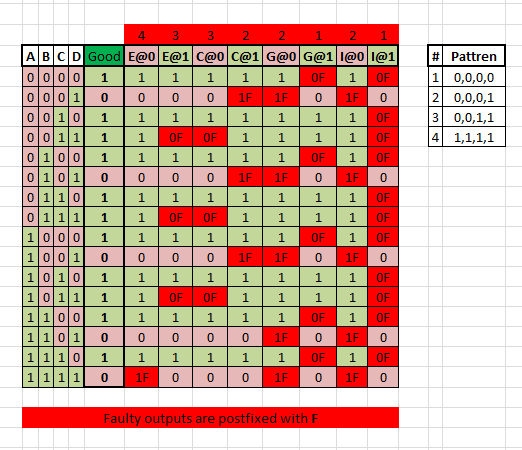 4 3 3 2 2 1 2 1
A B C D Good E@0 E@1 C@0 C@1 G@0 G@1 I@0 I@1 # Pattren
0 0 0 0 1 1 1 1 1 1 0F 1 0F 1 0,0,0,0
0 0 0 1 0 0 0 0 1F 1F 0 1F 0 2 0,0,0,1
0 0 1 0 1 1 1 1 1 1 1 1 0F 3 0,0,1,1
0 0 1 1 1 1 0F 0F 1 1 1 1 0F 4 1,1,1,1
0 1 0 0 1 1 1 1 1 1 0F 1 0F
0 1 0 1 0 0 0 0 1F 1F 0 1F 0
0 1 1 0 1 1 1 1 1 1 1 1 0F
0 1 1 1 1 1 0F 0F 1 1 1 1 0F
1 0 0 0 1 1 1 1 1 1 0F 1 0F
1 0 0 1 0 0 0 0 1F 1F 0 1F 0
1 0 1 0 1 1 1 1 1 1 1 1 0F
1 0 1 1 1 1 0F 0F 1 1 1 1 0F
1 1 0 0 1 1 1 1 1 1 0F 1 0F
1 1 0 1 0 0 0 0 0 1F 0 1F 0
1 1 1 0 1 1 1 1 1 1 0F 1 0F
1 1 1 1 0 1F 0 0 0 1F 0 1F 0
Faulty outputs are postfixed with F